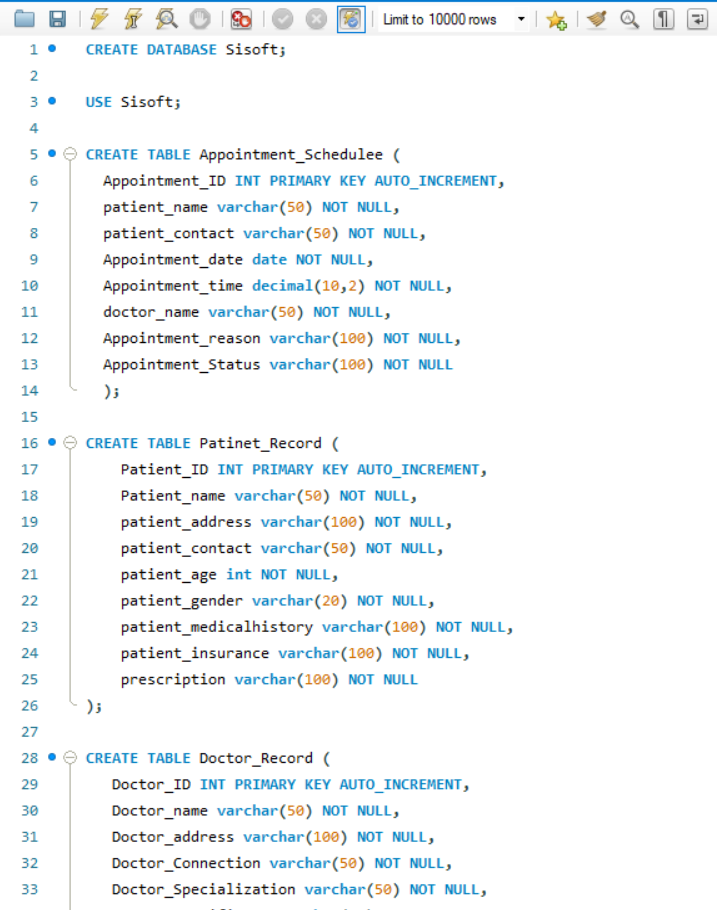 Limit to 10000 rows
1 CREATE DATABASE Sisoft;
2
3 USE Sisoft;
4
5 CREATE TABLE Appointment_Schedulee (
6 Appointment_ID INT PRIMARY KEY AUTO_INCREMENT,
7 patient_name varchar(50) NOT NULL,
8 patient_contact varchar(50) NOT NULL,
9 Appointment_date date NOT NULL,
10 Appointment_time decimal(10,2) NOT NULL,
11 doctor_name varchar(50) NOT NULL,
12 Appointment_reason varchar(100) NOT NULL,
13 Appointment_Status varchar(100) NOT NULL
14 );
15
16 CREATE TABLE Patinet_Record (
17 Patient_ID INT PRIMARY KEY AUTO_INCREMENT,
18 Patient_name varchar(50) NOT NULL,
19 patient_address varchar(100) NOT NULL,
20 patient_contact varchar(50) NOT NULL,
21 patient_age int NOT NULL,
22 patient_gender varchar(20) NOT NULL,
23 patient_medicalhistory varchar(100) NOT NULL,
24 patient_insurance varchar(100) NOT NULL,
25 prescription varchar(100) NOT NULL
26 );
27
28 CREATE TABLE Doctor_Record (
29 Doctor_ID INT PRIMARY KEY AUTO_INCREMENT,
30 Doctor_name varchar(50) NOT NULL,
31 Doctor_address varchar(100) NOT NULL,
32 Doctor_Connection varchar(50) NOT NULL,
33 Doctor_Specialization varchar(50) NOT NULL,